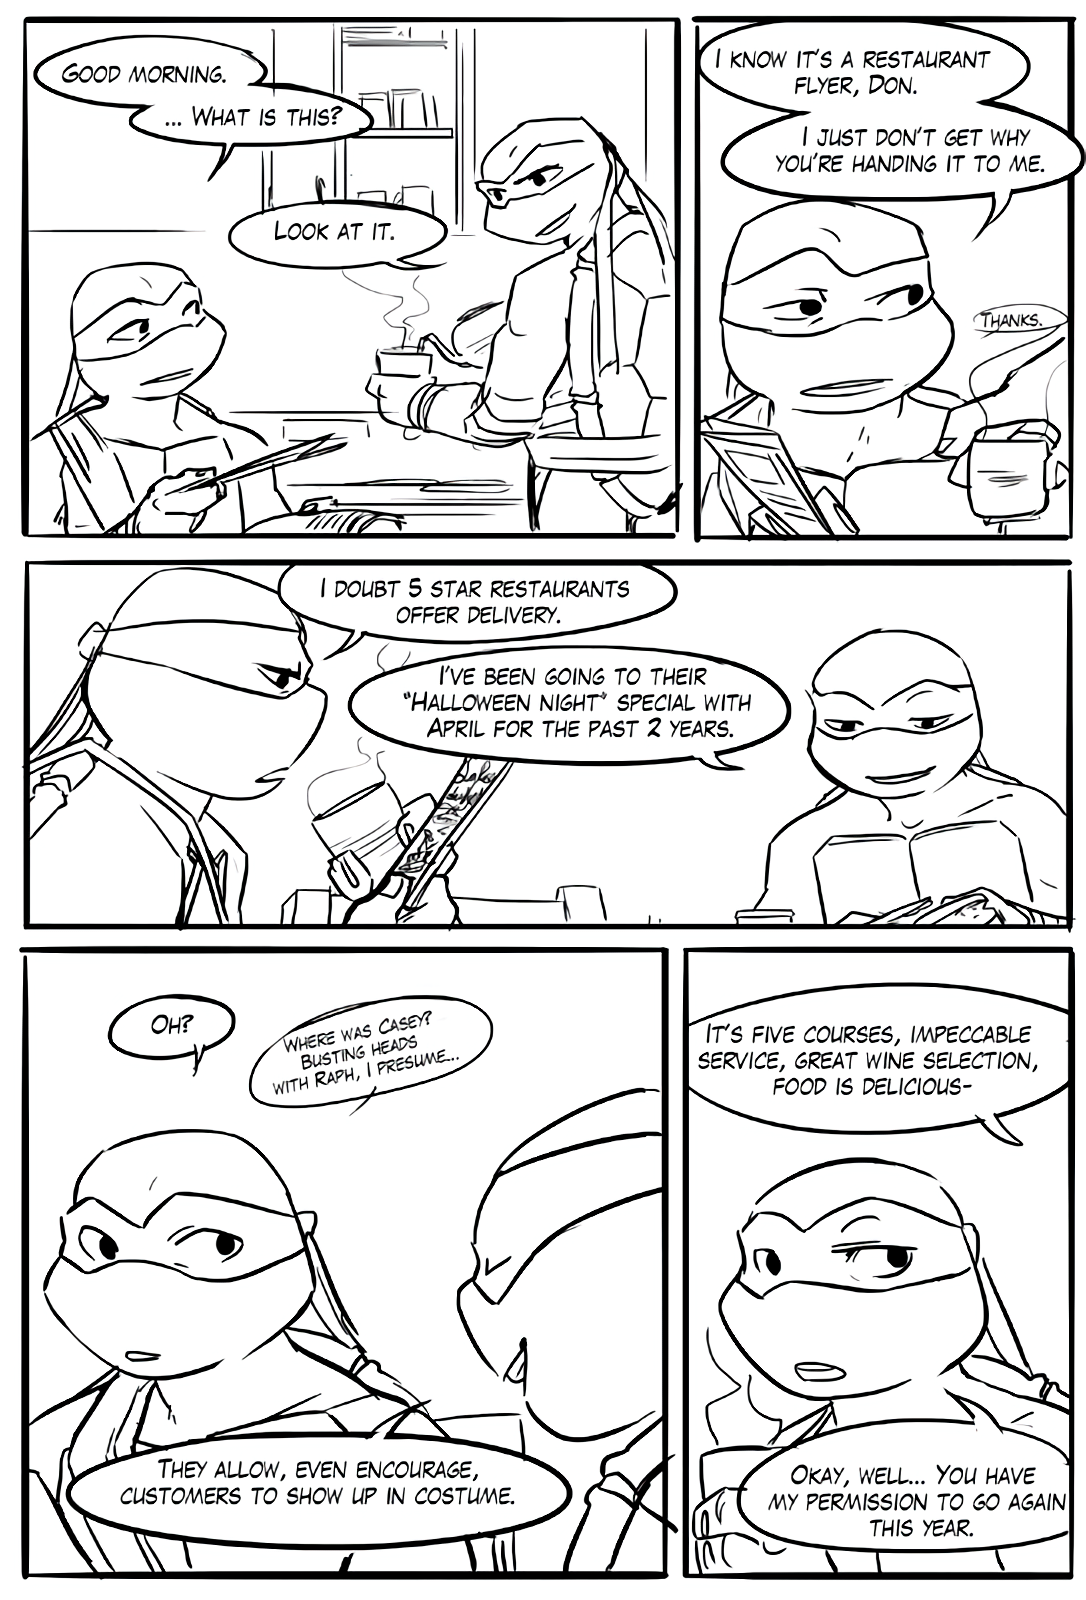 GOOD MORNING.
... WHAT IS THIS?
LOOK AT IT.
I KNOW IT'S A RESTAURANT
FLYER, DON.
I JUST DON'T GET WHY
YOU'RE HANDING IT TO ME.
THANKS.
I DOUBT 5 STAR RESTAURANTS
OFFER DELIVERY.
I'VE BEEN GOING TO THEIR
"HALLOWEEN NIGHT" SPECIAL WITH
APRIL FOR THE PAST 2 YEARS.
OH?
WHERE WAS CASEY?
BUSTING HEADS
WITH RAPH, I PRESUME...
THEY ALLOW, EVEN ENCOURAGE,
CUSTOMERS TO SHOW UP IN COSTUME.
IT'S FIVE COURSES, IMPECCABLE
SERVICE, GREAT WINE SELECTION,
FOOD IS DELICIOUS-
OKAY, WELL... YOU HAVE
MY PERMISSION TO GO AGAIN
THIS YEAR.